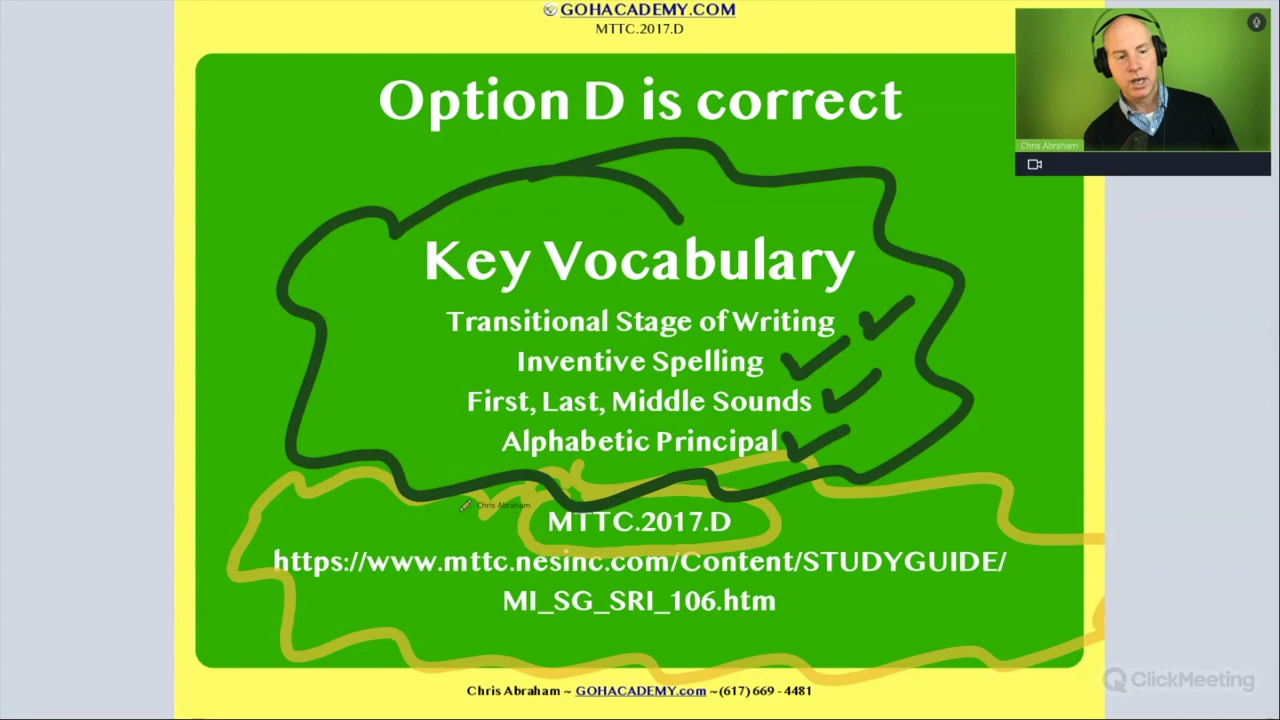 GOHACADEMY.COM
MTTC.2017.D
Option D is correct
Key Vocabulary
Transitional Stage of Writing
Inventive Spelling
First, Last, Middle Sounds
Alphabetic Principal
Chris Abraham
MTTC.2017.D
https://www.mttc.nesinc.com/Content/STUDYGUIDE/
MI_SG_SRI_106.htm
Chris Abraham ~ GOHACADEMY.com ~(617) 669 - 4481
Chris Abraham
ClickMeeting